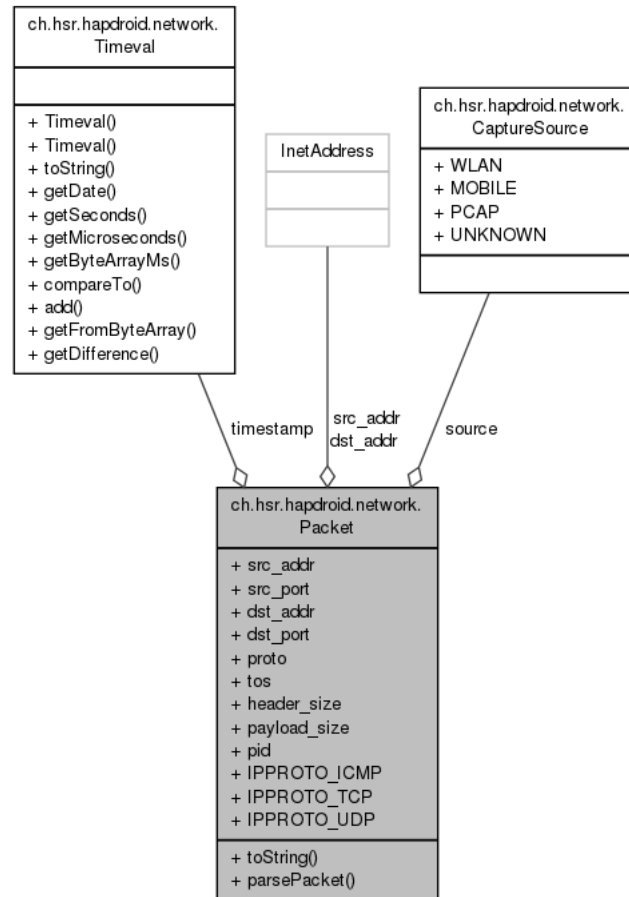 ch.hsr.hapdroid.network.
Timeval
+ Timeval()
+ Timeval()
+ toString()
+ getDate()
+ getSeconds()
+ getMicroseconds()
+ getByteArrayMs()
+ compareTo()
+ add()
+ getFromByteArray()
+ getDifference()
InetAddress
ch.hsr.hapdroid.network.
CaptureSource
+ WLAN
+ MOBILE
+ PCAP
+ UNKNOWN
timestamp
src_addr
dst_addr
source
ch.hsr.hapdroid.network.
Packet
+ src_addr
+ src_port
+ dst_addr
+ dst_port
+ proto
+ tos
+ header_size
+ payload_size
+ pid
+ IPPROTO_ICMP
+ IPPROTO_TCP
+ IPPROTO_UDP
+ toString()
+ parsePacket()